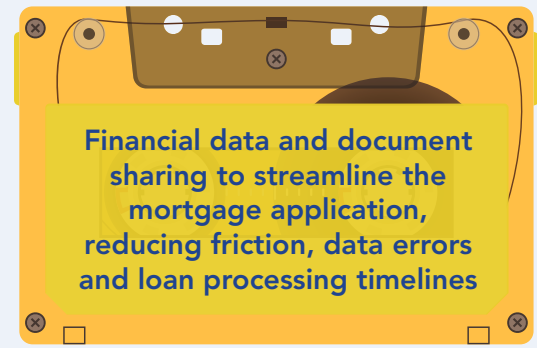 Financial data and document
sharing to streamline the
mortgage application,
reducing friction, data errors
and loan processing timelines